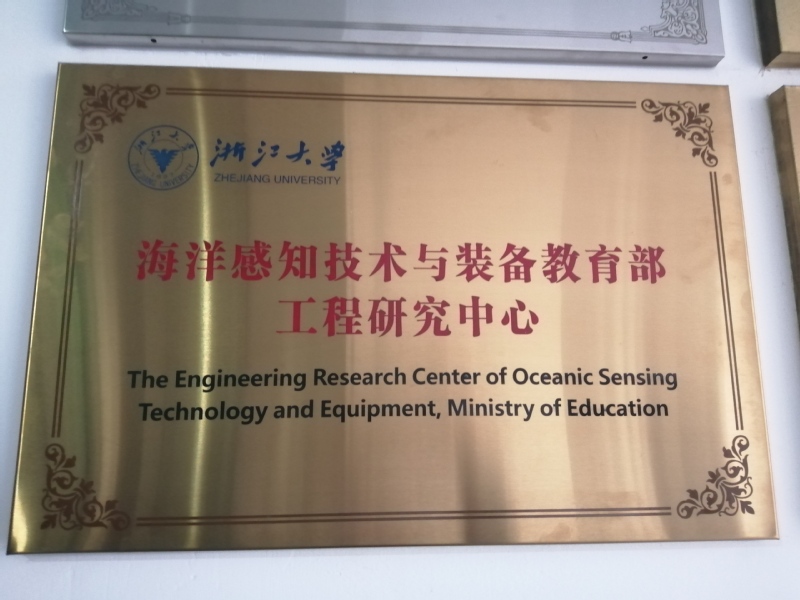 浙江大学
ZHEJIANG UNIVERSITY
海洋感知技术与装备教育部
工程研究中心
The Engineering Research Center of Oceanic Sensing
Technology and Equipment, Ministry of Education